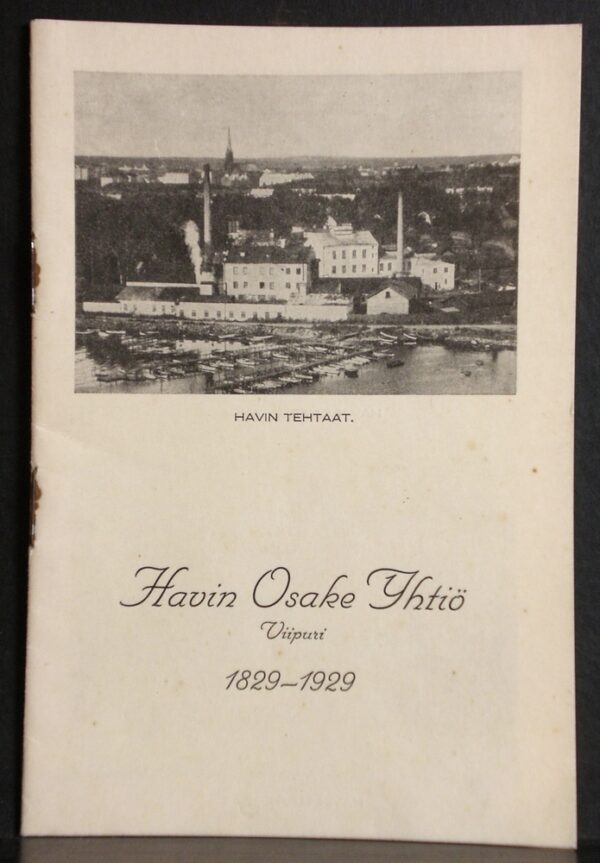 HAVIN TEHTAAT.
Havin Osake Yhtiö
Viipuri
1829–1929